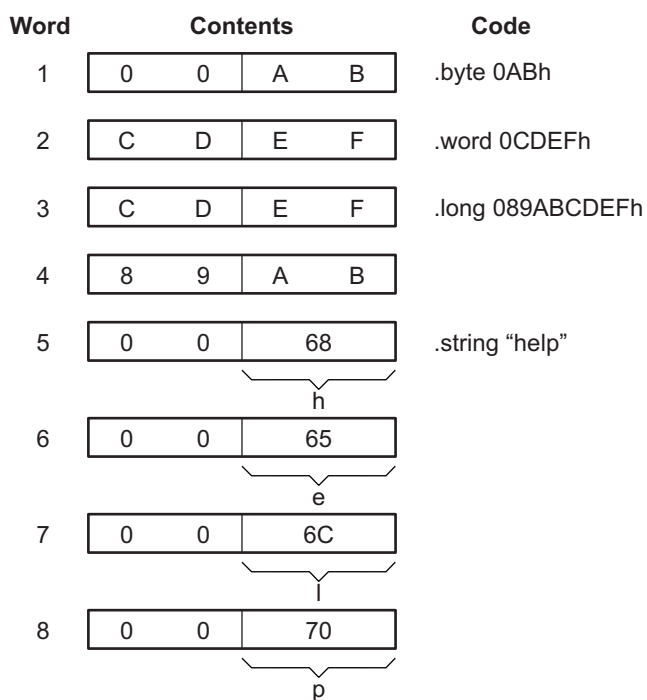 Word Contents Code
1 0 0 A B .byte 0ABh
2 C D E F .word 0CDEFh
3 C D E F .long 089ABCDEFh
4 8 9 A B
5 0 0 68 .string “help”
h
6 0 0 65
e
7 0 0 6C
l
8 0 0 70
p